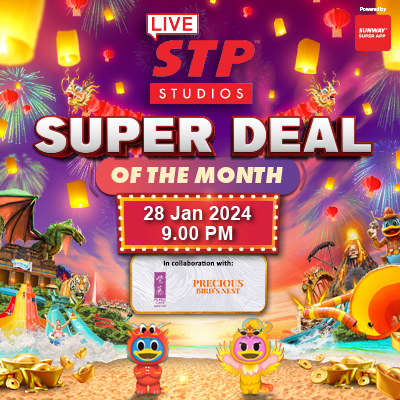 Powered by
SUNWAY
SUPER APP
LIVE
STP
STUDIOS
SUPER DEAL
OF THE MONTH
28 Jan 2024
9.00 PM
In collaboration with:
PRECIOUS
BIRD'S NEST